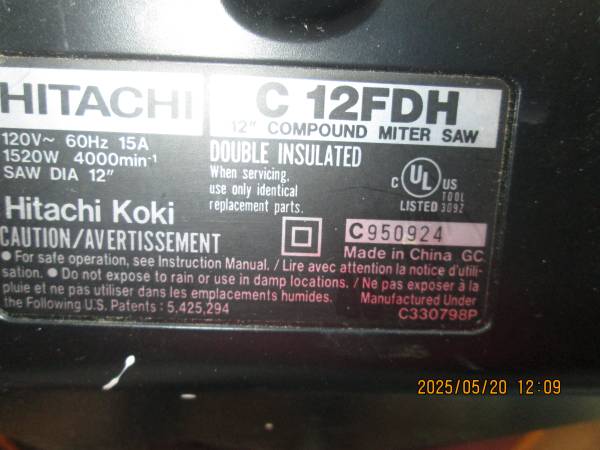 HITACHI
C 12FDH
12" COMPOUND MITER SAW
120V~ 60Hz 15A
1520W 4000min⁻¹
SAW DIA 12"
DOUBLE INSULATED
When servicing,
use only identical
replacement parts.
C UL US
TOOL
LISTED 3092
Hitachi Koki
C950924
Made in China GC
CAUTION/AVERTISSEMENT
• For safe operation, see Instruction Manual. / Lire avec attention la notice d'utili-
sation. • Do not expose to rain or use in damp locations. / Ne pas exposer à la
pluie et ne pas utiliser dans les emplacements humides.
Manufactured Under
the Following U.S. Patents : 5,425,294
C330798P
2025/05/20 12:09